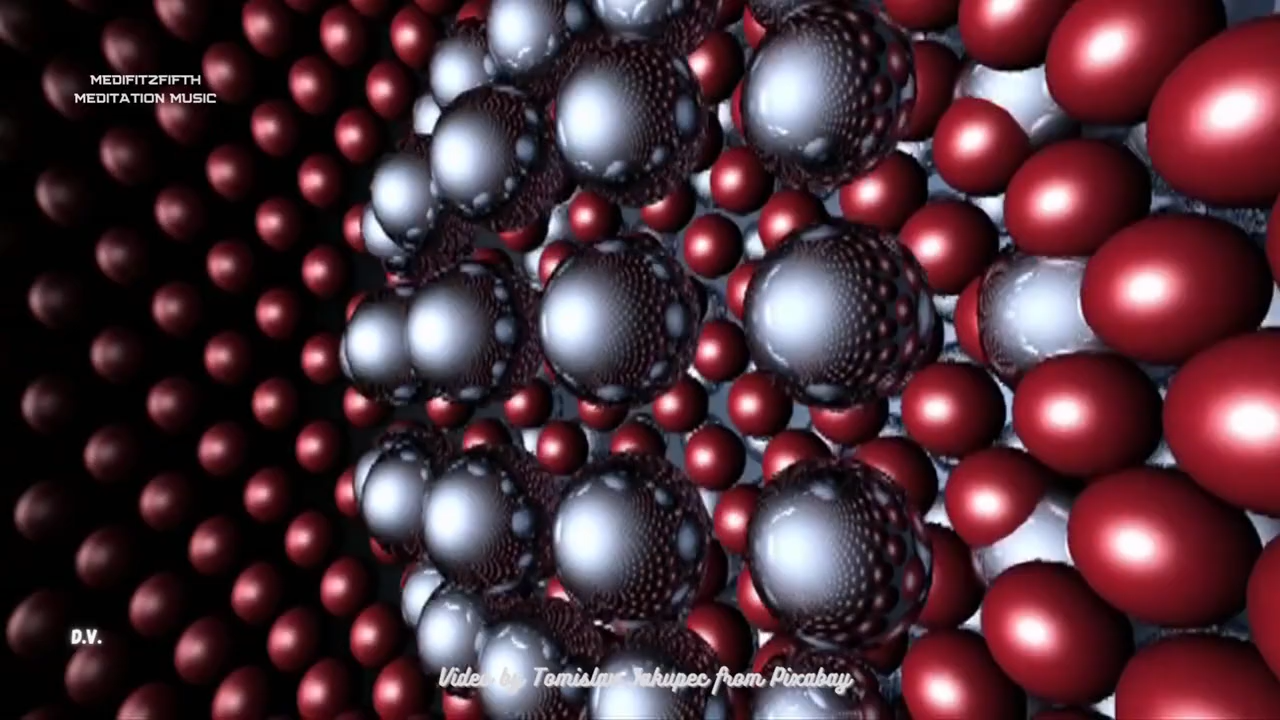 MEDIFITZFIFTH
MEDITATION MUSIC
D.V.
Video by Tomislav Jakupec from Pixabay